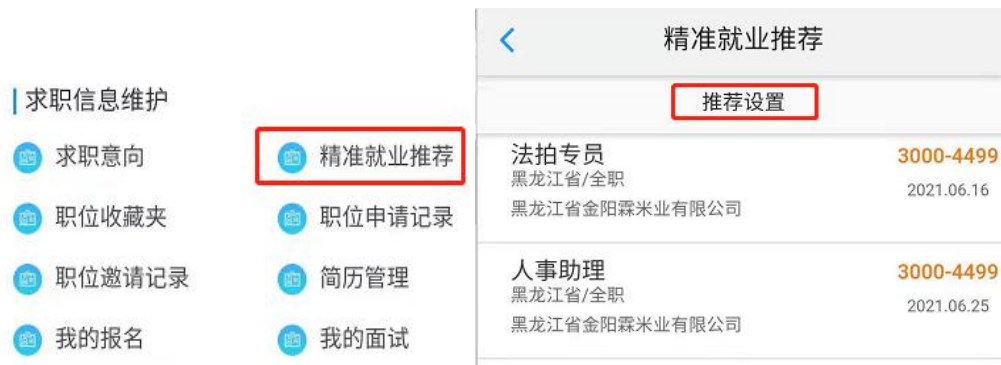 求职信息维护
求职意向
精准就业推荐
职位收藏夹
职位申请记录
职位邀请记录
简历管理
我的报名
我的面试
精准就业推荐
推荐设置
法拍专员
3000-4499
黑龙江省/全职
2021.06.16
黑龙江省金阳霖米业有限公司
人事助理
3000-4499
黑龙江省/全职
2021.06.25
黑龙江省金阳霖米业有限公司